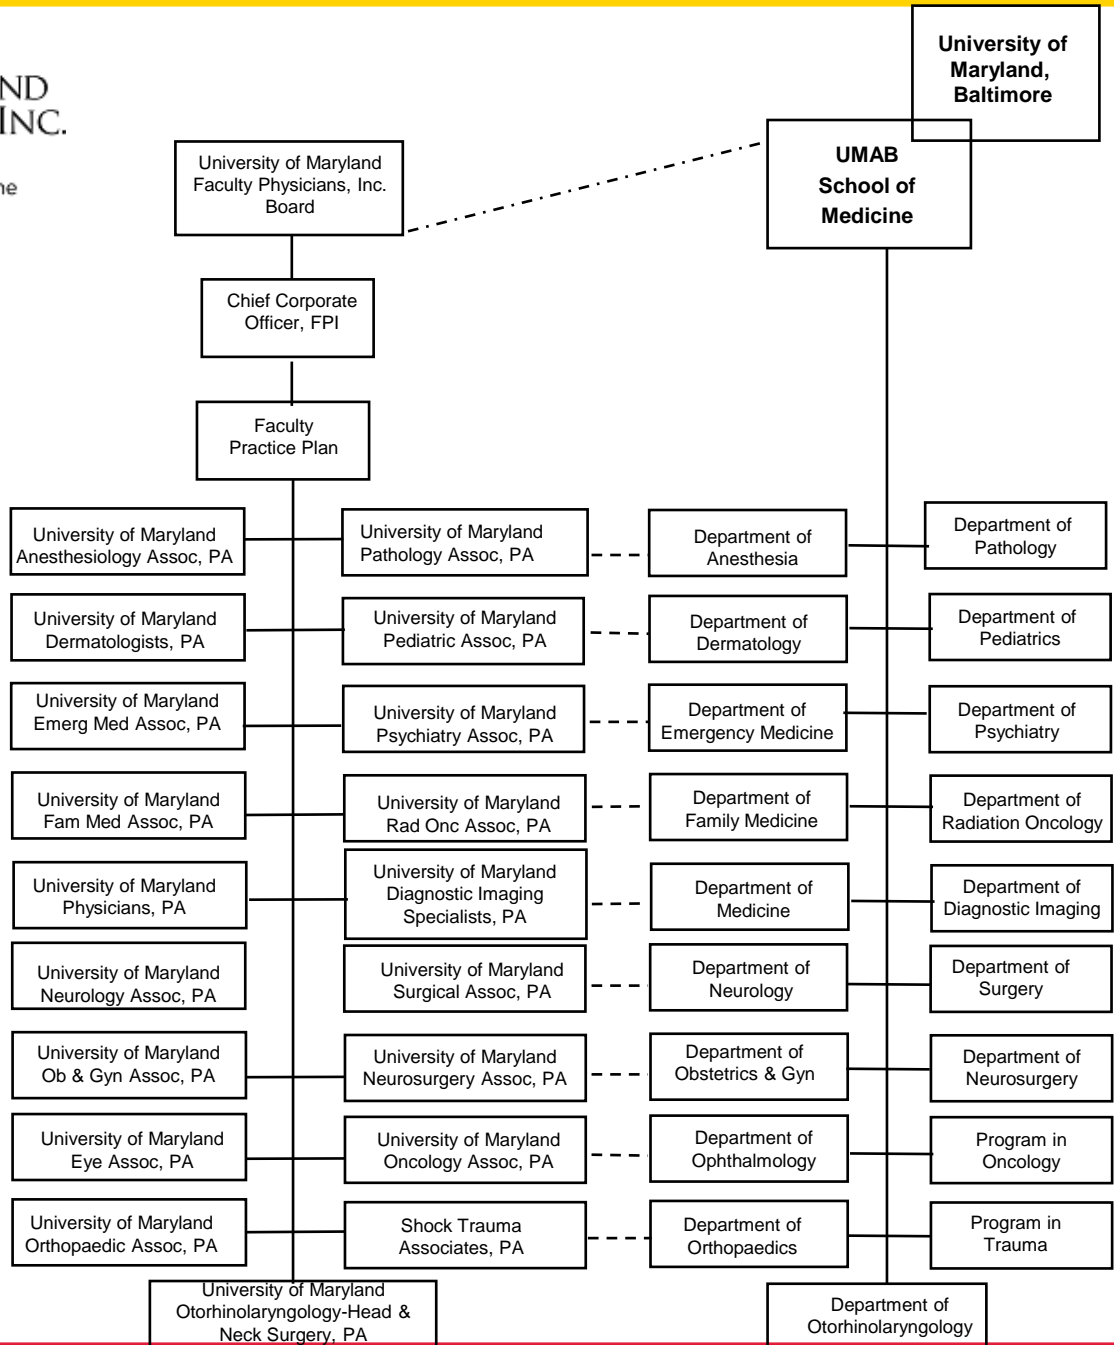 University of
Maryland,
Baltimore
ND
INC.
ne
University of Maryland
Faculty Physicians, Inc.
Board
UMAB
School of
Medicine
Chief Corporate
Officer, FPI
Faculty
Practice Plan
University of Maryland
Anesthesiology Assoc, PA
University of Maryland
Pathology Assoc, PA
Department of
Anesthesia
Department of
Pathology
University of Maryland
Dermatologists, PA
University of Maryland
Pediatric Assoc, PA
Department of
Dermatology
Department of
Pediatrics
University of Maryland
Emerg Med Assoc, PA
University of Maryland
Psychiatry Assoc, PA
Department of
Emergency Medicine
Department of
Psychiatry
University of Maryland
Fam Med Assoc, PA
University of Maryland
Rad Onc Assoc, PA
Department of
Family Medicine
Department of
Radiation Oncology
University of Maryland
Physicians, PA
University of Maryland
Diagnostic Imaging
Specialists, PA
Department of
Medicine
Department of
Diagnostic Imaging
University of Maryland
Neurology Assoc, PA
University of Maryland
Surgical Assoc, PA
Department of
Neurology
Department of
Surgery
University of Maryland
Ob & Gyn Assoc, PA
University of Maryland
Neurosurgery Assoc, PA
Department of
Obstetrics & Gyn
Department of
Neurosurgery
University of Maryland
Eye Assoc, PA
University of Maryland
Oncology Assoc, PA
Department of
Ophthalmology
Program in
Oncology
University of Maryland
Orthopaedic Assoc, PA
Shock Trauma
Associates, PA
Department of
Orthopaedics
Program in
Trauma
University of Maryland
Otorhinolaryngology-Head &
Neck Surgery, PA
Department of
Otorhinolaryngology